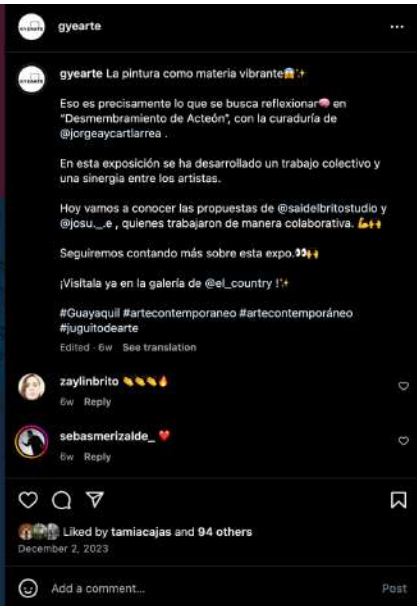 gyearte
gyearte La pintura como materia vibrante😱✨
Eso es precisamente lo que se busca reflexionar🧠 en
"Desmembramiento de Acteón", con la curaduría de
@jorgeaycartlarrea .
En esta exposición se ha desarrollado un trabajo colectivo y
una sinergia entre los artistas.
Hoy vamos a conocer las propuestas de @saidelbritostudio y
@josu._.e , quienes trabajaron de manera colaborativa. 💪🙌
Seguiremos contando más sobre esta expo.👀🙌
¡Visítala ya en la galería de @el_country !✨
#Guayaquil #artecontemporaneo #artecontemporáneo
#juguitodearte
Edited · 6w See translation
zaylinbrito 👏👏👏🔥
6w Reply
sebasmerizalde_ ❤️
6w Reply
Liked by tamiacajas and 94 others
December 2, 2023
Add a comment...
Post